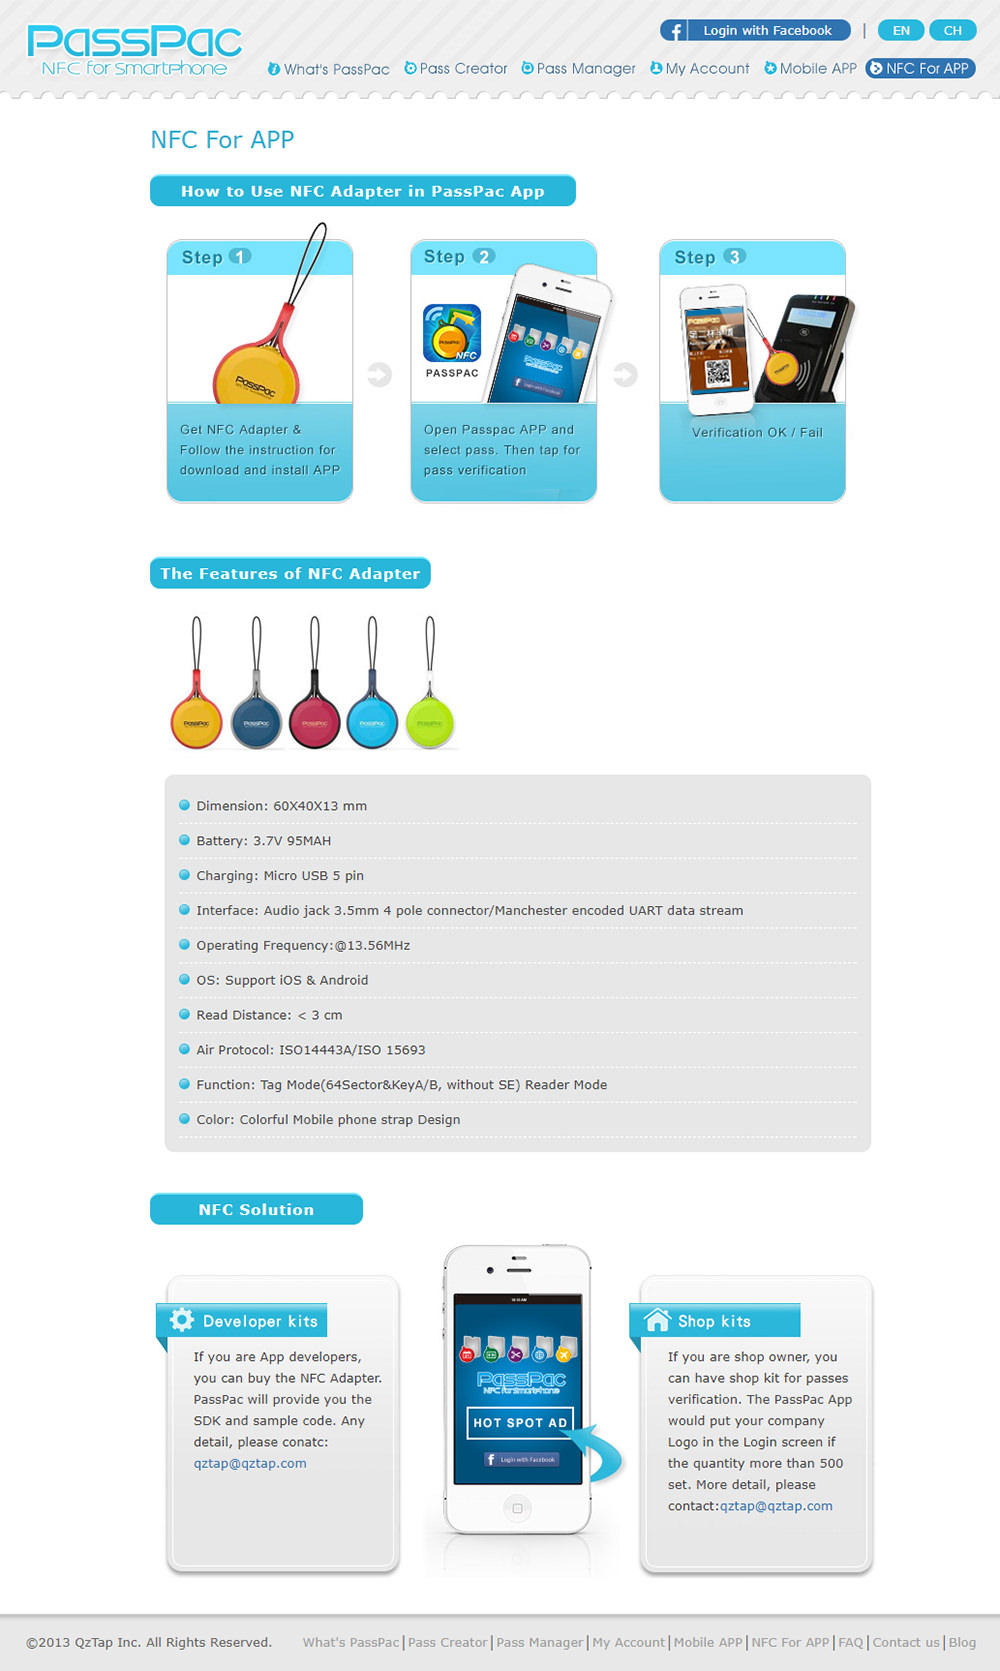 PassPac
NFC for Smartphone
Login with Facebook | EN CH
What's PassPac Pass Creator Pass Manager My Account Mobile APP NFC For APP
NFC For APP
How to Use NFC Adapter in PassPac App
Step 1
PassPac
Get NFC Adapter &
Follow the instruction for
download and install APP
Step 2
NFC
PASSPAC
Login with Facebook
Open Passpac APP and
select pass. Then tap for
pass verification
Step 3
PASSPAC
Verification OK / Fail
The Features of NFC Adapter
PassPac PassPac PassPac PassPac PassPac
Dimension: 60X40X13 mm
Battery: 3.7V 95MAH
Charging: Micro USB 5 pin
Interface: Audio jack 3.5mm 4 pole connector/Manchester encoded UART data stream
Operating Frequency:@13.56MHz
OS: Support iOS & Android
Read Distance: < 3 cm
Air Protocol: ISO14443A/ISO 15693
Function: Tag Mode(64Sector&KeyA/B, without SE) Reader Mode
Color: Colorful Mobile phone strap Design
NFC Solution
Developer kits
If you are App developers,
you can buy the NFC Adapter.
PassPac will provide you the
SDK and sample code. Any
detail, please conatc:
qztap@qztap.com
PassPac
NFC for Smartphone
HOT SPOT AD
Login with Facebook
Shop kits
If you are shop owner, you
can have shop kit for passes
verification. The PassPac App
would put your company
Logo in the Login screen if
the quantity more than 500
set. More detail, please
contact:qztap@qztap.com
©2013 QzTap Inc. All Rights Reserved. What's PassPac|Pass Creator|Pass Manager|My Account|Mobile APP|NFC For APP|FAQ|Contact us|Blog